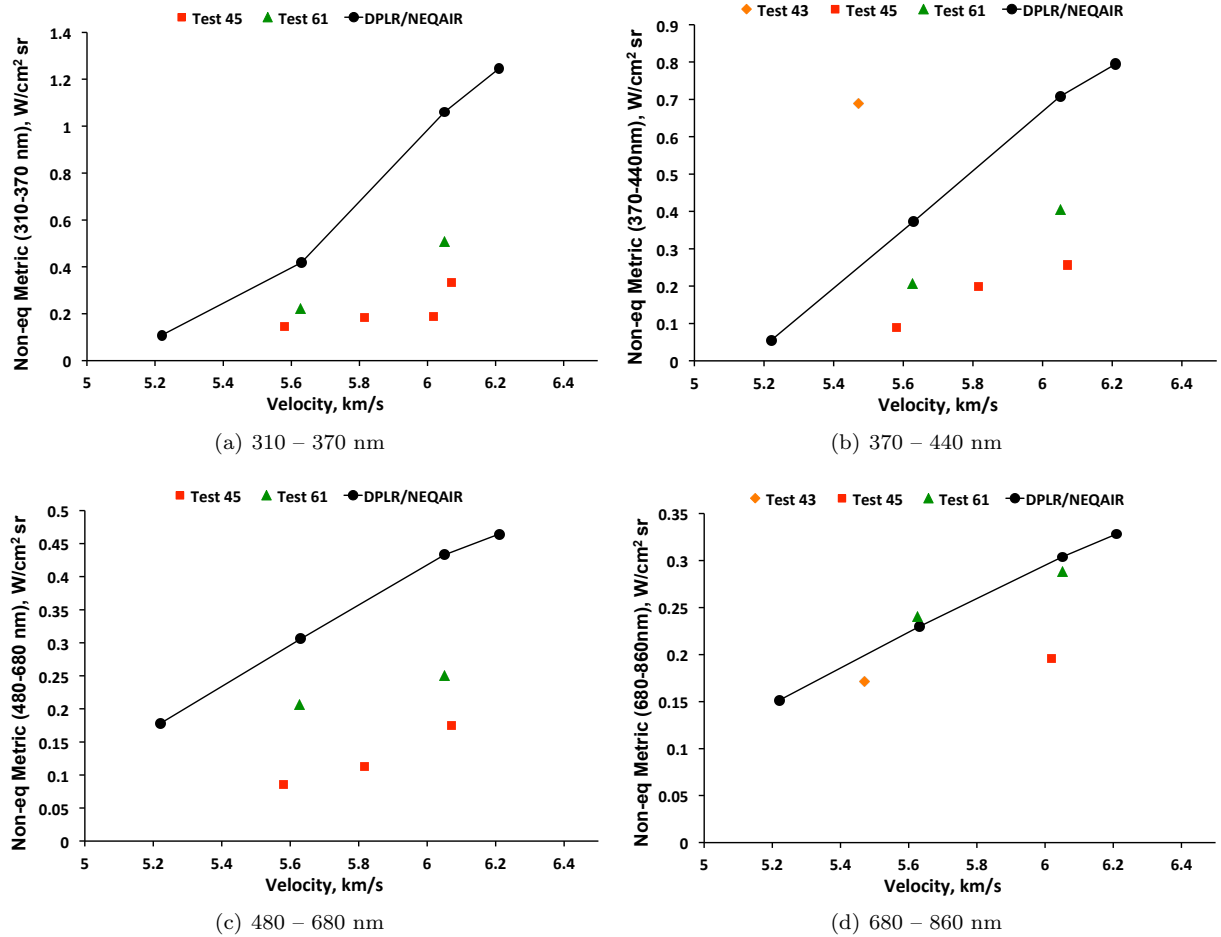 Test 45 Test 61 DPLR/NEQAIR
Non-eq Metric (310-370 nm), W/cm² sr
1.4
1.2
1
0.8
0.6
0.4
0.2
0
5 5.2 5.4 5.6 5.8 6 6.2 6.4
Velocity, km/s
(a) 310 – 370 nm
Test 43 Test 45 Test 61 DPLR/NEQAIR
Non-eq Metric (370-440nm), W/cm² sr
0.9
0.8
0.7
0.6
0.5
0.4
0.3
0.2
0.1
0
5 5.2 5.4 5.6 5.8 6 6.2 6.4
Velocity, km/s
(b) 370 – 440 nm
Test 45 Test 61 DPLR/NEQAIR
Non-eq Metric (480-680 nm), W/cm² sr
0.5
0.45
0.4
0.35
0.3
0.25
0.2
0.15
0.1
0.05
0
5 5.2 5.4 5.6 5.8 6 6.2 6.4
Velocity, km/s
(c) 480 – 680 nm
Test 43 Test 45 Test 61 DPLR/NEQAIR
Non-eq Metric (680-860nm), W/cm² sr
0.35
0.3
0.25
0.2
0.15
0.1
0.05
0
5 5.2 5.4 5.6 5.8 6 6.2 6.4
Velocity, km/s
(d) 680 – 860 nm